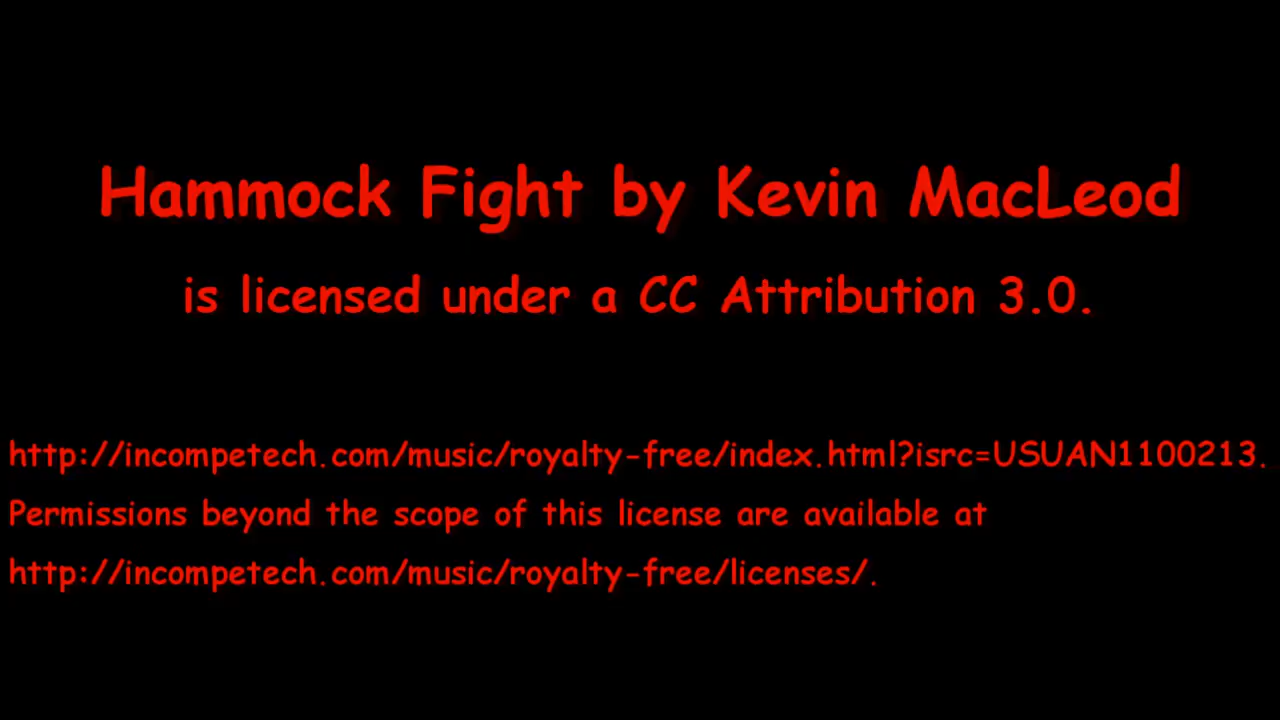 Hammock Fight by Kevin MacLeod
is licensed under a CC Attribution 3.0.
http://incompetech.com/music/royalty-free/index.html?isrc=USUAN1100213.
Permissions beyond the scope of this license are available at
http://incompetech.com/music/royalty-free/licenses/.